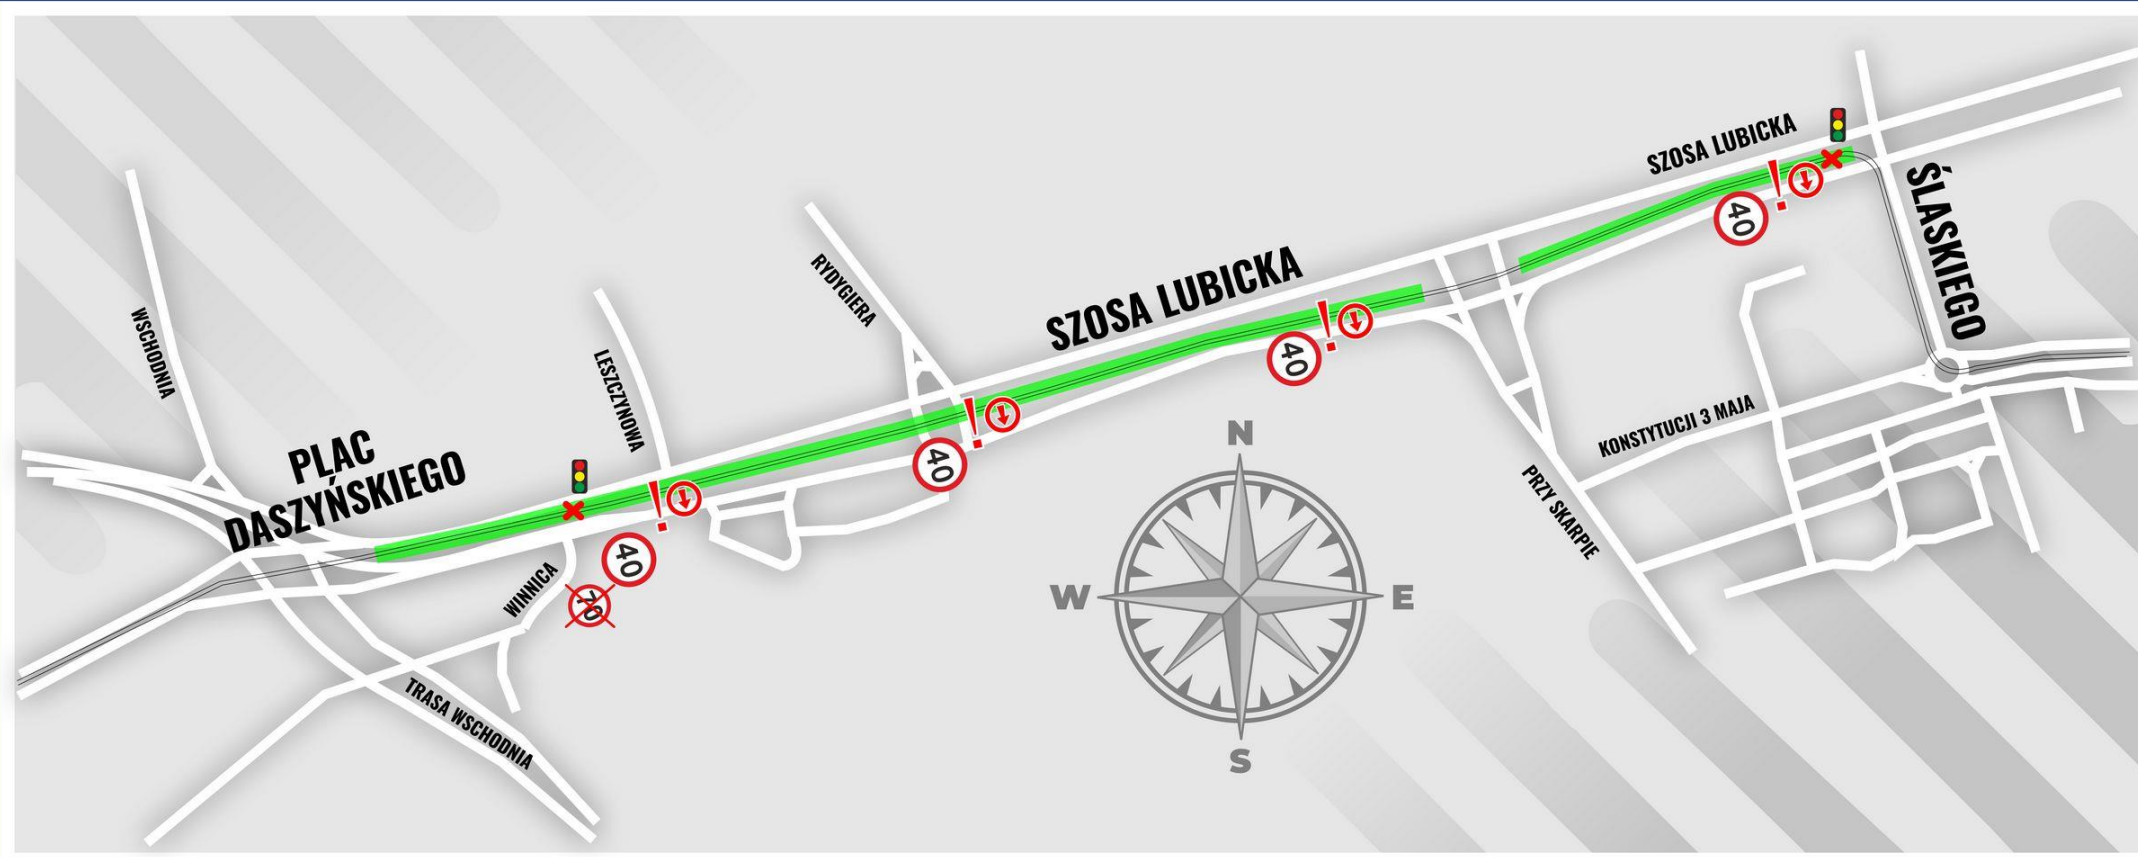 SZOSA LUBICKA
ŚLĄSKIEGO
40
WSCHODNIA
RYDYGIERA
SZOSA LUBICKA
40
LESZCZYNOWA
PLAC
DASZYŃSKIEGO
40
KONSTYTUCJI 3 MAJA
N
W
E
S
PRZY SKARPIE
WINNICA
40
70
TRASA WSCHODNIA